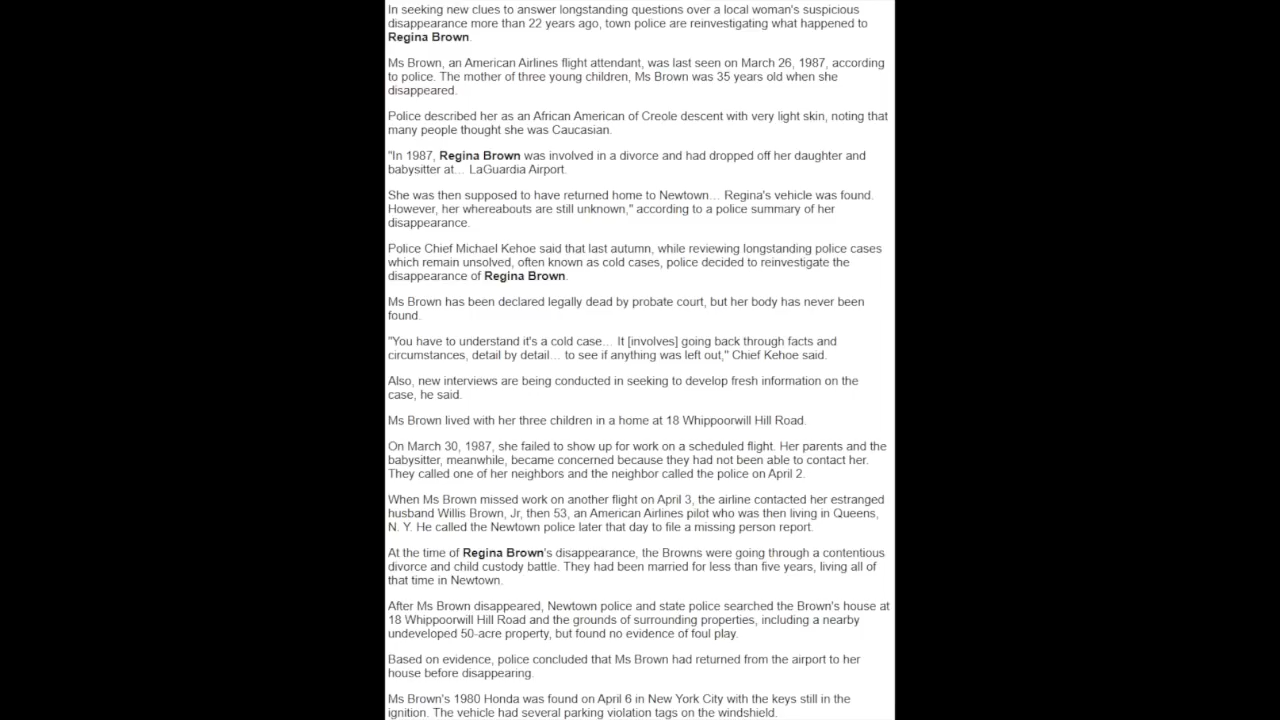 In seeking new clues to answer longstanding questions over a local woman's suspicious
disappearance more than 22 years ago, town police are reinvestigating what happened to
Regina Brown.
Ms Brown, an American Airlines flight attendant, was last seen on March 26, 1987, according
to police. The mother of three young children, Ms Brown was 35 years old when she
disappeared.
Police described her as an African American of Creole descent with very light skin, noting that
many people thought she was Caucasian.
"In 1987, Regina Brown was involved in a divorce and had dropped off her daughter and
babysitter at... LaGuardia Airport.
She was then supposed to have returned home to Newtown... Regina's vehicle was found.
However, her whereabouts are still unknown," according to a police summary of her
disappearance.
Police Chief Michael Kehoe said that last autumn, while reviewing longstanding police cases
which remain unsolved, often known as cold cases, police decided to reinvestigate the
disappearance of Regina Brown.
Ms Brown has been declared legally dead by probate court, but her body has never been
found.
"You have to understand it's a cold case... It [involves] going back through facts and
circumstances, detail by detail... to see if anything was left out," Chief Kehoe said.
Also, new interviews are being conducted in seeking to develop fresh information on the
case, he said.
Ms Brown lived with her three children in a home at 18 Whippoorwill Hill Road.
On March 30, 1987, she failed to show up for work on a scheduled flight. Her parents and the
babysitter, meanwhile, became concerned because they had not been able to contact her.
They called one of her neighbors and the neighbor called the police on April 2.
When Ms Brown missed work on another flight on April 3, the airline contacted her estranged
husband Willis Brown, Jr, then 53, an American Airlines pilot who was then living in Queens,
N. Y. He called the Newtown police later that day to file a missing person report.
At the time of Regina Brown's disappearance, the Browns were going through a contentious
divorce and child custody battle. They had been married for less than five years, living all of
that time in Newtown.
After Ms Brown disappeared, Newtown police and state police searched the Brown's house at
18 Whippoorwill Hill Road and the grounds of surrounding properties, including a nearby
undeveloped 50-acre property, but found no evidence of foul play.
Based on evidence, police concluded that Ms Brown had returned from the airport to her
house before disappearing.
Ms Brown's 1980 Honda was found on April 6 in New York City with the keys still in the
ignition. The vehicle had several parking violation tags on the windshield.